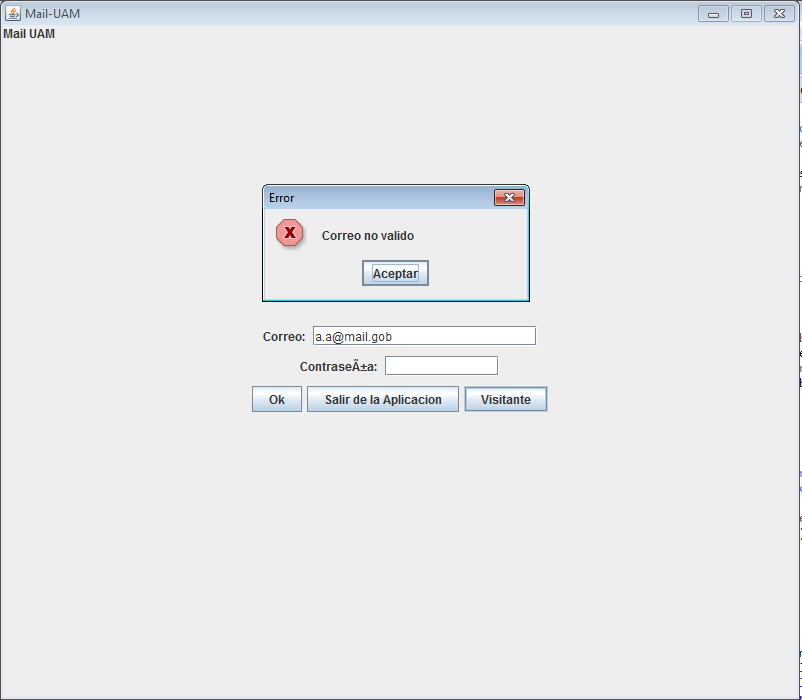 Mail-UAM
Mail UAM
Error
Correo no valido
Aceptar
Correo: a.a@mail.gob
ContraseÃ±a:
Ok Salir de la Aplicacion Visitante